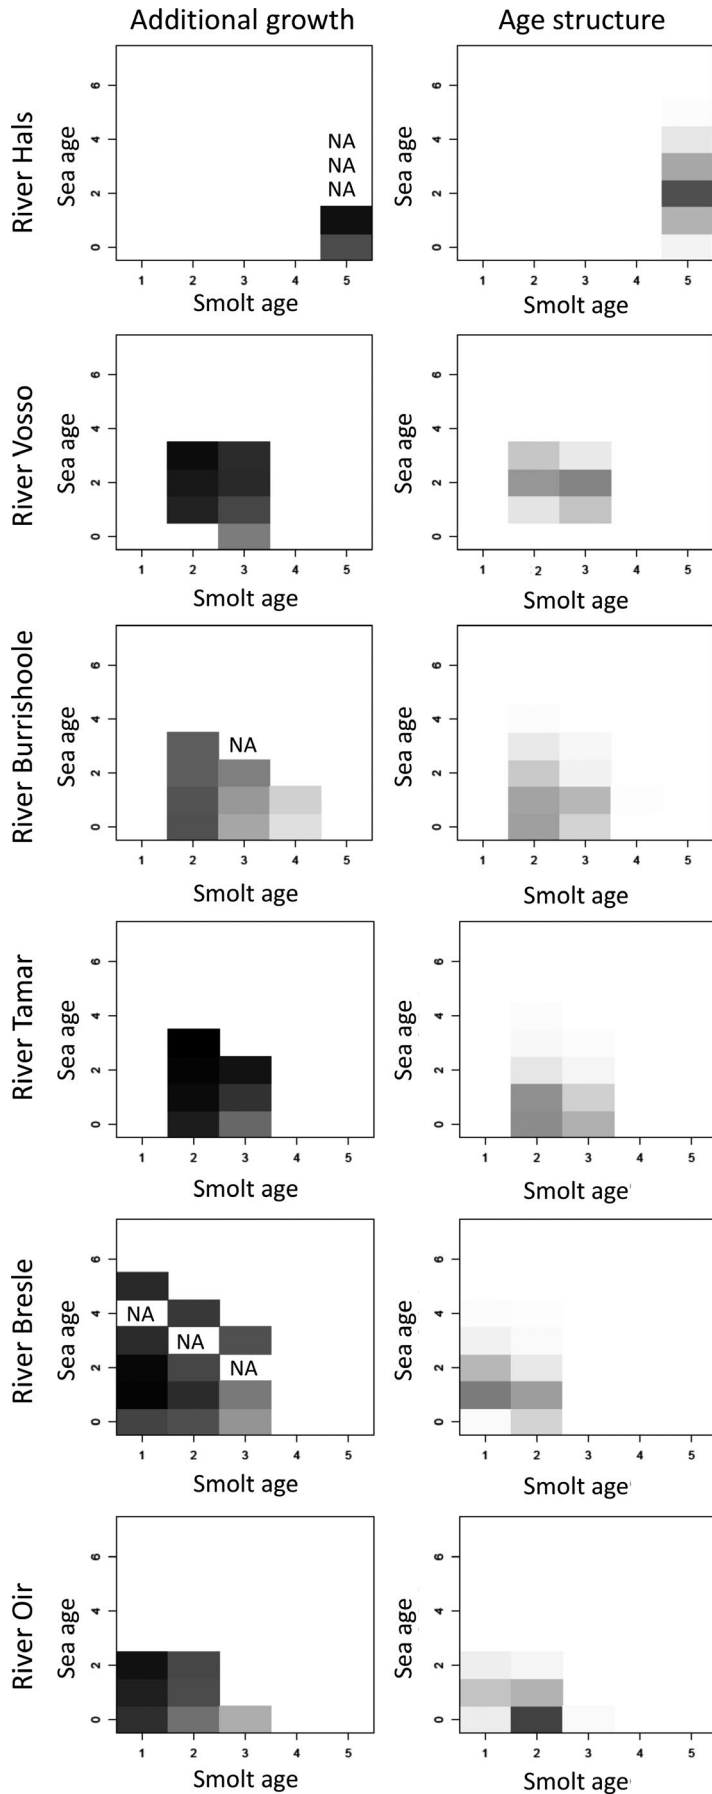 Additional growth Age structure
River Hals
Sea age
6
4
2
0
NA
NA
NA
1 2 3 4 5
Smolt age
Sea age
6
4
2
0
1 2 3 4 5
Smolt age
River Vosso
Sea age
6
4
2
0
1 2 3 4 5
Smolt age
Sea age
6
4
2
0
1 2 3 4 5
Smolt age
River Burrishoole
Sea age
6
4
2
0
NA
1 2 3 4 5
Smolt age
Sea age
6
4
2
0
1 2 3 4 5
Smolt age
River Tamar
Sea age
6
4
2
0
1 2 3 4 5
Smolt age
Sea age
6
4
2
0
1 2 3 4 5
Smolt age
River Bresle
Sea age
6
4
2
0
NA
NA
NA
1 2 3 4 5
Smolt age
Sea age
6
4
2
0
1 2 3 4 5
Smolt age
River Oir
Sea age
6
4
2
0
1 2 3 4 5
Smolt age
Sea age
6
4
2
0
1 2 3 4 5
Smolt age